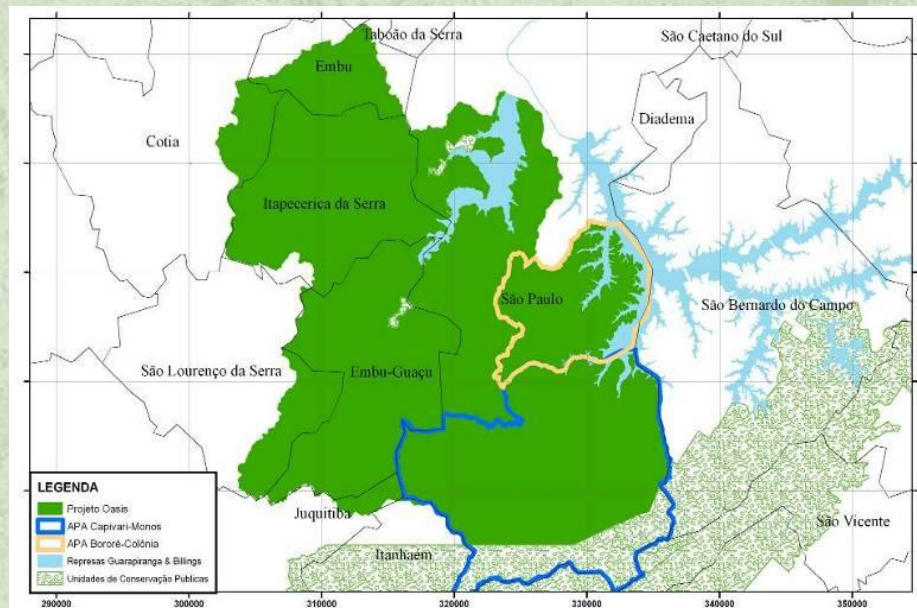 Taboão da Serra
São Caetano do Sul
Embu
Diadema
Cotia
Itapecerica da Serra
São Paulo
São Bernardo do Campo
São Lourenço da Serra
Embu-Guaçu
LEGENDA
Projeto Oasis
APA Capivari-Monos
APA Bororé-Colônia
Represas Guarapiranga & Billings
Unidades de Conservação Publicas
Juquitiba
São Vicente
Itanhaém
290000 300000 310000 320000 330000 340000 350000